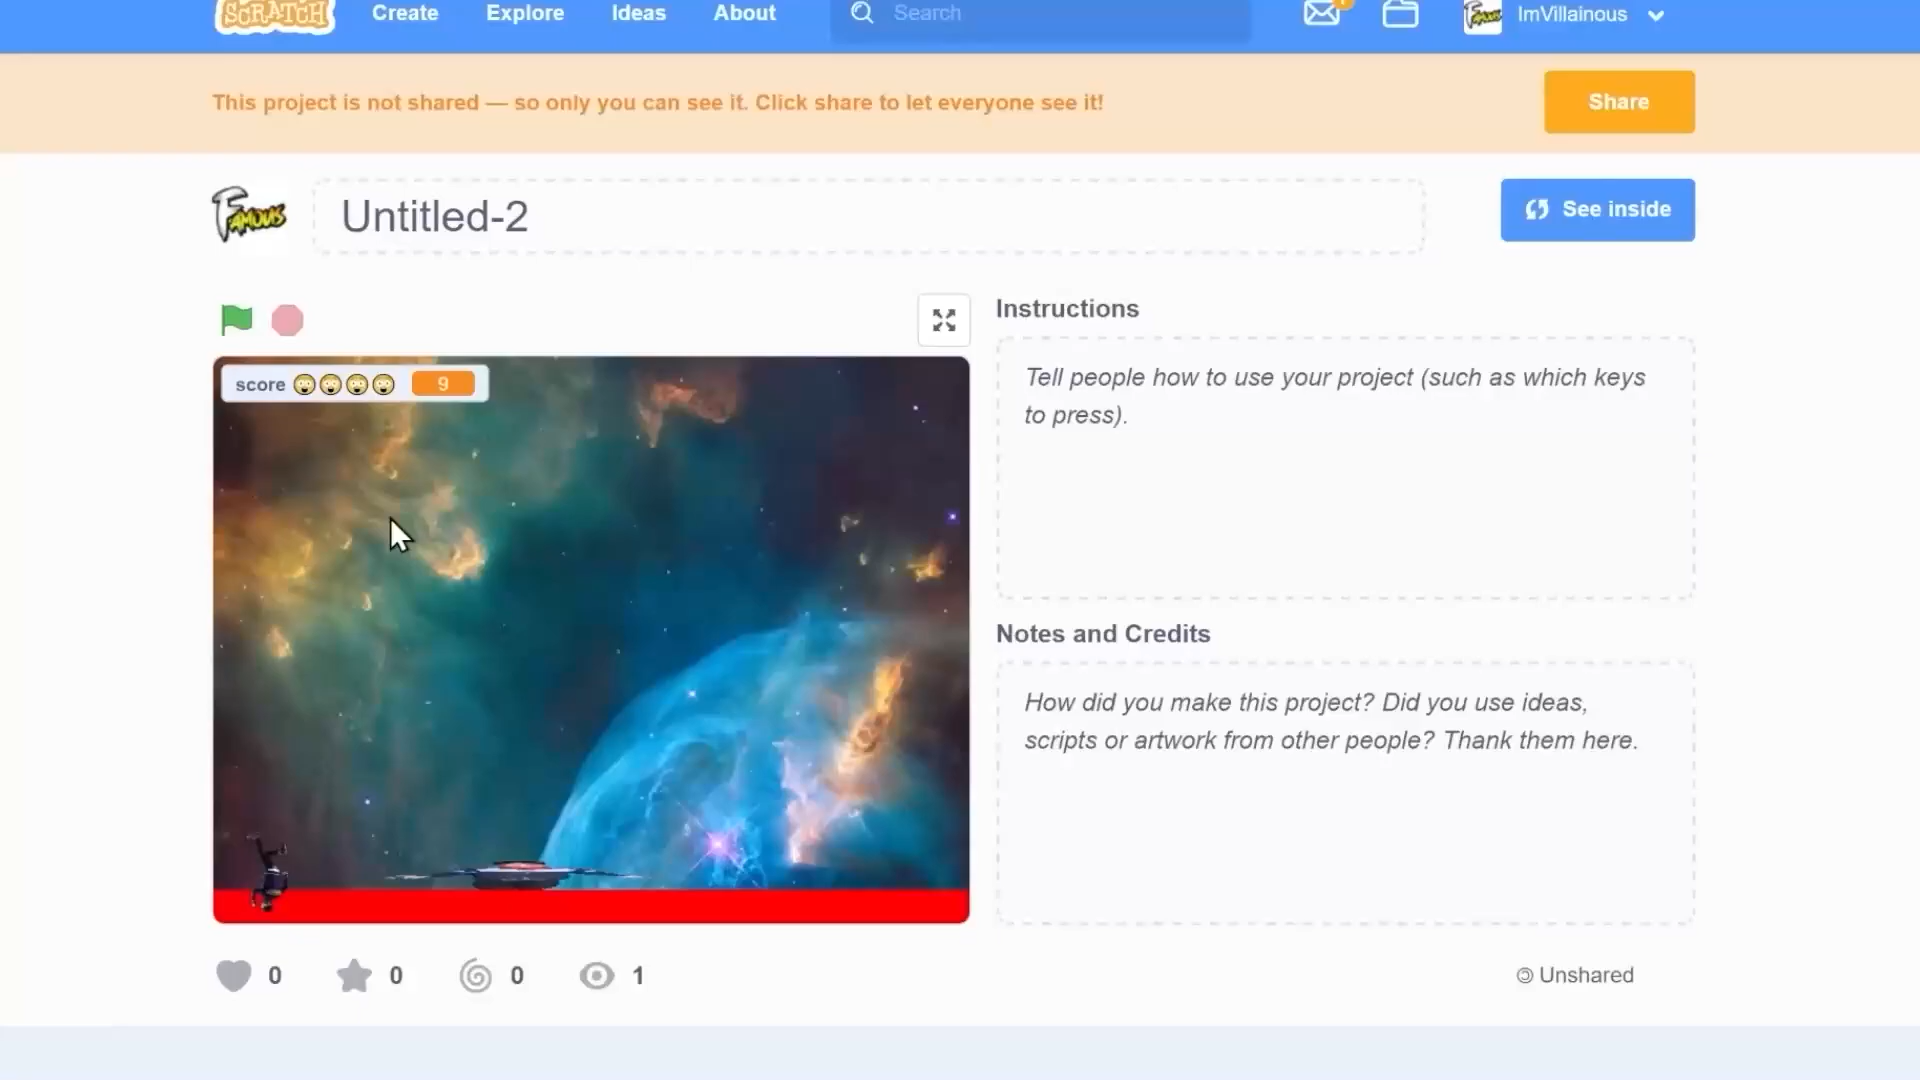 SCRATCH Create Explore Ideas About Search ImVillainous
This project is not shared — so only you can see it. Click share to let everyone see it!
Share
FAMOUS
Untitled-2
See inside
score 😳😳😳😳 9
Instructions
Tell people how to use your project (such as which keys
to press).
Notes and Credits
How did you make this project? Did you use ideas,
scripts or artwork from other people? Thank them here.
0 0 0 1
Unshared